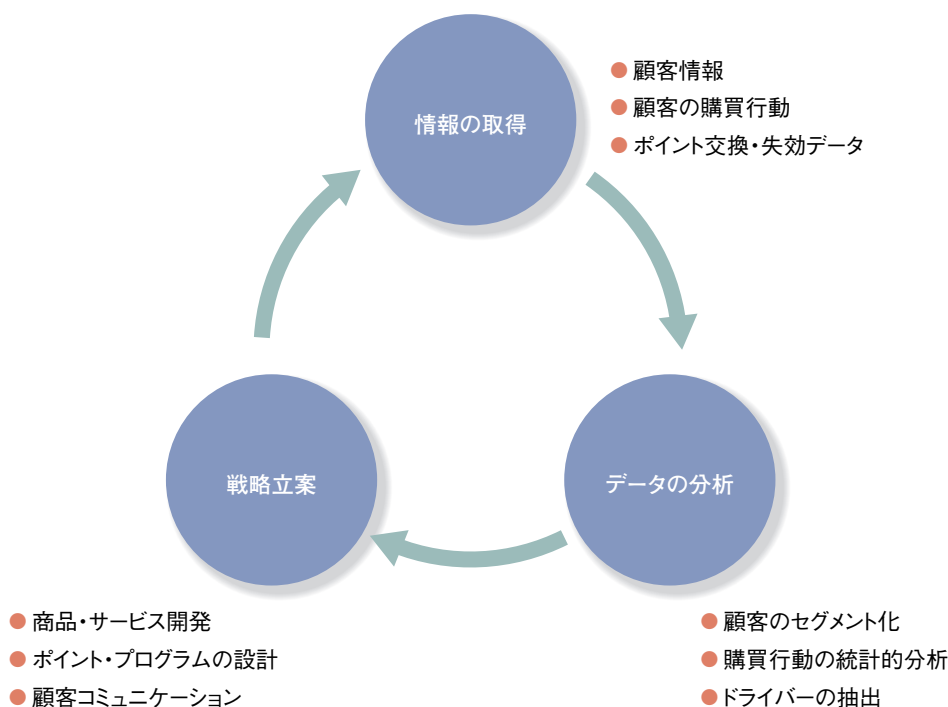 情報の取得
● 顧客情報
● 顧客の購買行動
● ポイント交換・失効データ
戦略立案
データの分析
● 商品・サービス開発
● ポイント・プログラムの設計
● 顧客コミュニケーション
● 顧客のセグメント化
● 購買行動の統計的分析
● ドライバーの抽出